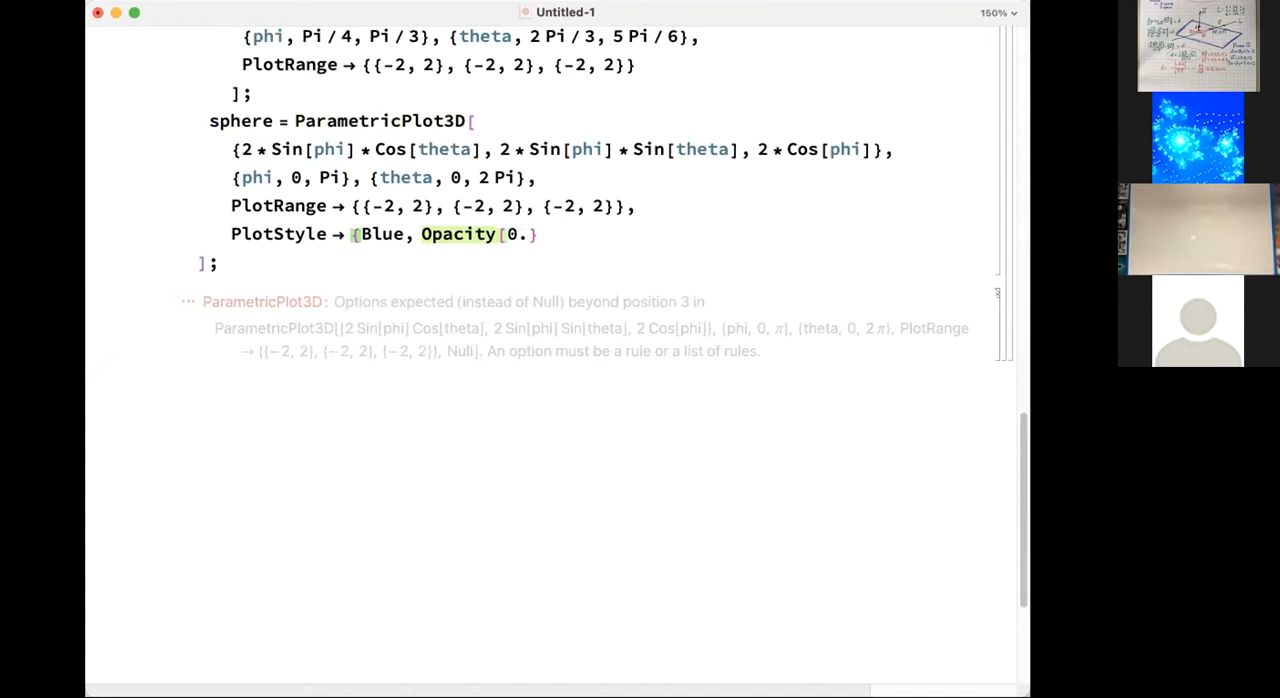 Untitled-1
150%
{phi, Pi / 4, Pi / 3}, {theta, 2 Pi / 3, 5 Pi / 6},
PlotRange → {{-2, 2}, {-2, 2}, {-2, 2}}
];
sphere = ParametricPlot3D[
{2 * Sin[phi] * Cos[theta], 2 * Sin[phi] * Sin[theta], 2 * Cos[phi]},
{phi, 0, Pi}, {theta, 0, 2 Pi},
PlotRange → {{-2, 2}, {-2, 2}, {-2, 2}},
PlotStyle → {Blue, Opacity[0.}
];
··· ParametricPlot3D: Options expected (instead of Null) beyond position 3 in
ParametricPlot3D[{2 Sin[phi] Cos[theta], 2 Sin[phi] Sin[theta], 2 Cos[phi]}, {phi, 0, π}, {theta, 0, 2 π}, PlotRange
→ {{-2, 2}, {-2, 2}, {-2, 2}}, Null]. An option must be a rule or a list of rules.